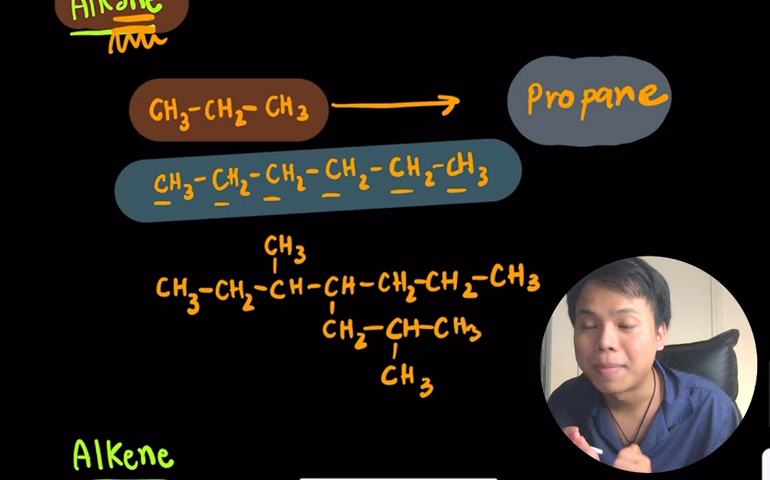 Alkane
CH3-CH2-CH3 → Propane
CH3-CH2-CH2-CH2-CH2-CH3
CH3
CH3-CH2-CH-CH-CH2-CH2-CH3
CH2-CH-CH3
CH3
Alkene